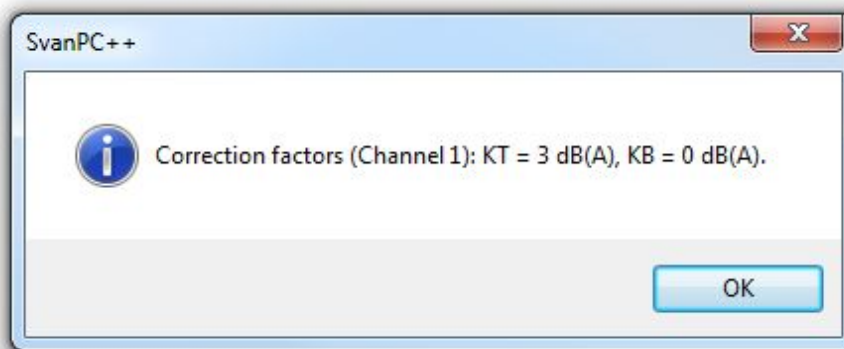 SvanPC++
Correction factors (Channel 1): KT = 3 dB(A), KB = 0 dB(A).
OK